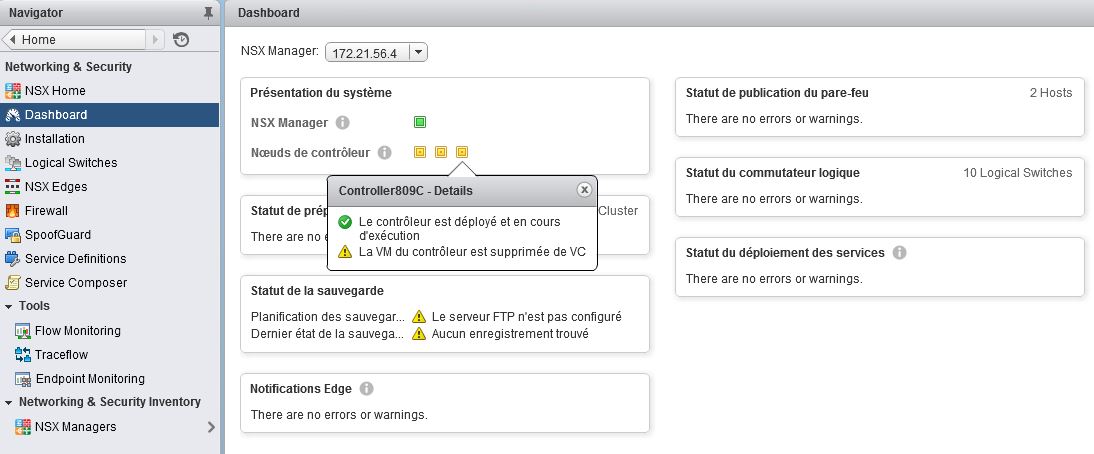 Navigator
Home
Networking & Security
NSX Home
Dashboard
Installation
Logical Switches
NSX Edges
Firewall
SpoofGuard
Service Definitions
Service Composer
Tools
Flow Monitoring
Traceflow
Endpoint Monitoring
Networking & Security Inventory
NSX Managers
Dashboard
NSX Manager: 172.21.56.4
Présentation du système
NSX Manager
Nœuds de contrôleur
Controller809C - Details
Le contrôleur est déployé et en cours
d'exécution
La VM du contrôleur est supprimée de VC
Statut de Cluster
There are no
Statut de la sauvegarde
Planification des sauvegar... Le serveur FTP n'est pas configuré
Dernier état de la sauvega... Aucun enregistrement trouvé
Notifications Edge
There are no errors or warnings.
Statut de publication du pare-feu 2 Hosts
There are no errors or warnings.
Statut du commutateur logique 10 Logical Switches
There are no errors or warnings.
Statut du déploiement des services
There are no errors or warnings.